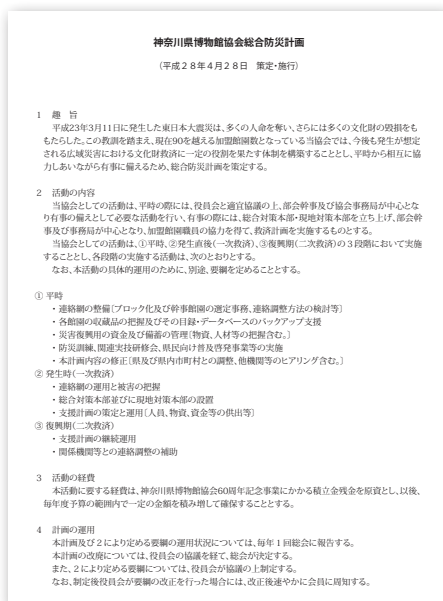 神奈川県博物館協会総合防災計画
（平成２８年４月２８日　策定・施行）
１　趣　旨
平成23年3月11日に発生した東日本大震災は、多くの人命を奪い、さらには多くの文化財の毀損をも
もたらした。この教訓を踏まえ、現在90を越える加盟館園数となっている当協会では、今後も発生が想定
される広域災害における文化財救済に一定の役割を果たす体制を構築することとし、平時から相互に協
力しあいながら有事に備えるため、総合防災計画を策定する。
２　活動の内容
当協会としての活動は、平時の際には、役員会と適宜協議の上、部会幹事及び協会事務局が中心とな
り有事の備えとして必要な活動を行い、有事の際には、総合対策本部・現地対策本部を立ち上げ、部会幹
事及び事務局が中心となり、加盟館園職員の協力を得て、救済計画を実施するものとする。
当協会としての活動は、①平時、②発生直後（一次救済）、③復興期（二次救済）の３段階において実施
することとし、各段階の実施する活動は、次のとおりとする。
なお、本活動の具体的運用のために、別途、要綱を定めることとする。
① 平時
・連絡網の整備［ブロック化及び幹事館園の選定事務、連絡調整方法の検討等］
・各館園の収蔵品の把握及びその目録・データベースのバックアップ支援
・災害復興用の資金及び備蓄の管理［物資、人材等の把握含む。］
・防災訓練、関連実技研修会、県民向け普及啓発事業等の実施
・本計画内容の修正［県及び県内市町村との調整、他機関等のヒアリング含む。］
② 発生時（一次救済）
・連絡網の運用と被害の把握
・総合対策本部並びに現地対策本部の設置
・支援計画の策定と運用［人員、物資、資金等の供出等］
③ 復興期（二次救済）
・支援計画の継続運用
・関係機関等との連絡調整の補助
３　活動の経費
本活動に要する経費は、神奈川県博物館協会60周年記念事業にかかる積立金残金を原資とし、以後、
毎年度予算の範囲内で一定の金額を積み増して確保することとする。
４　計画の運用
本計画及び２により定める要綱の運用状況については、毎年１回総会に報告する。
本計画の改廃については、役員会の協議を経て、総会が決定する。
また、２により定める要綱については、役員会が協議の上制定する。
なお、制定後役員会が要綱の改正を行った場合には、改正後速やかに会員に周知する。